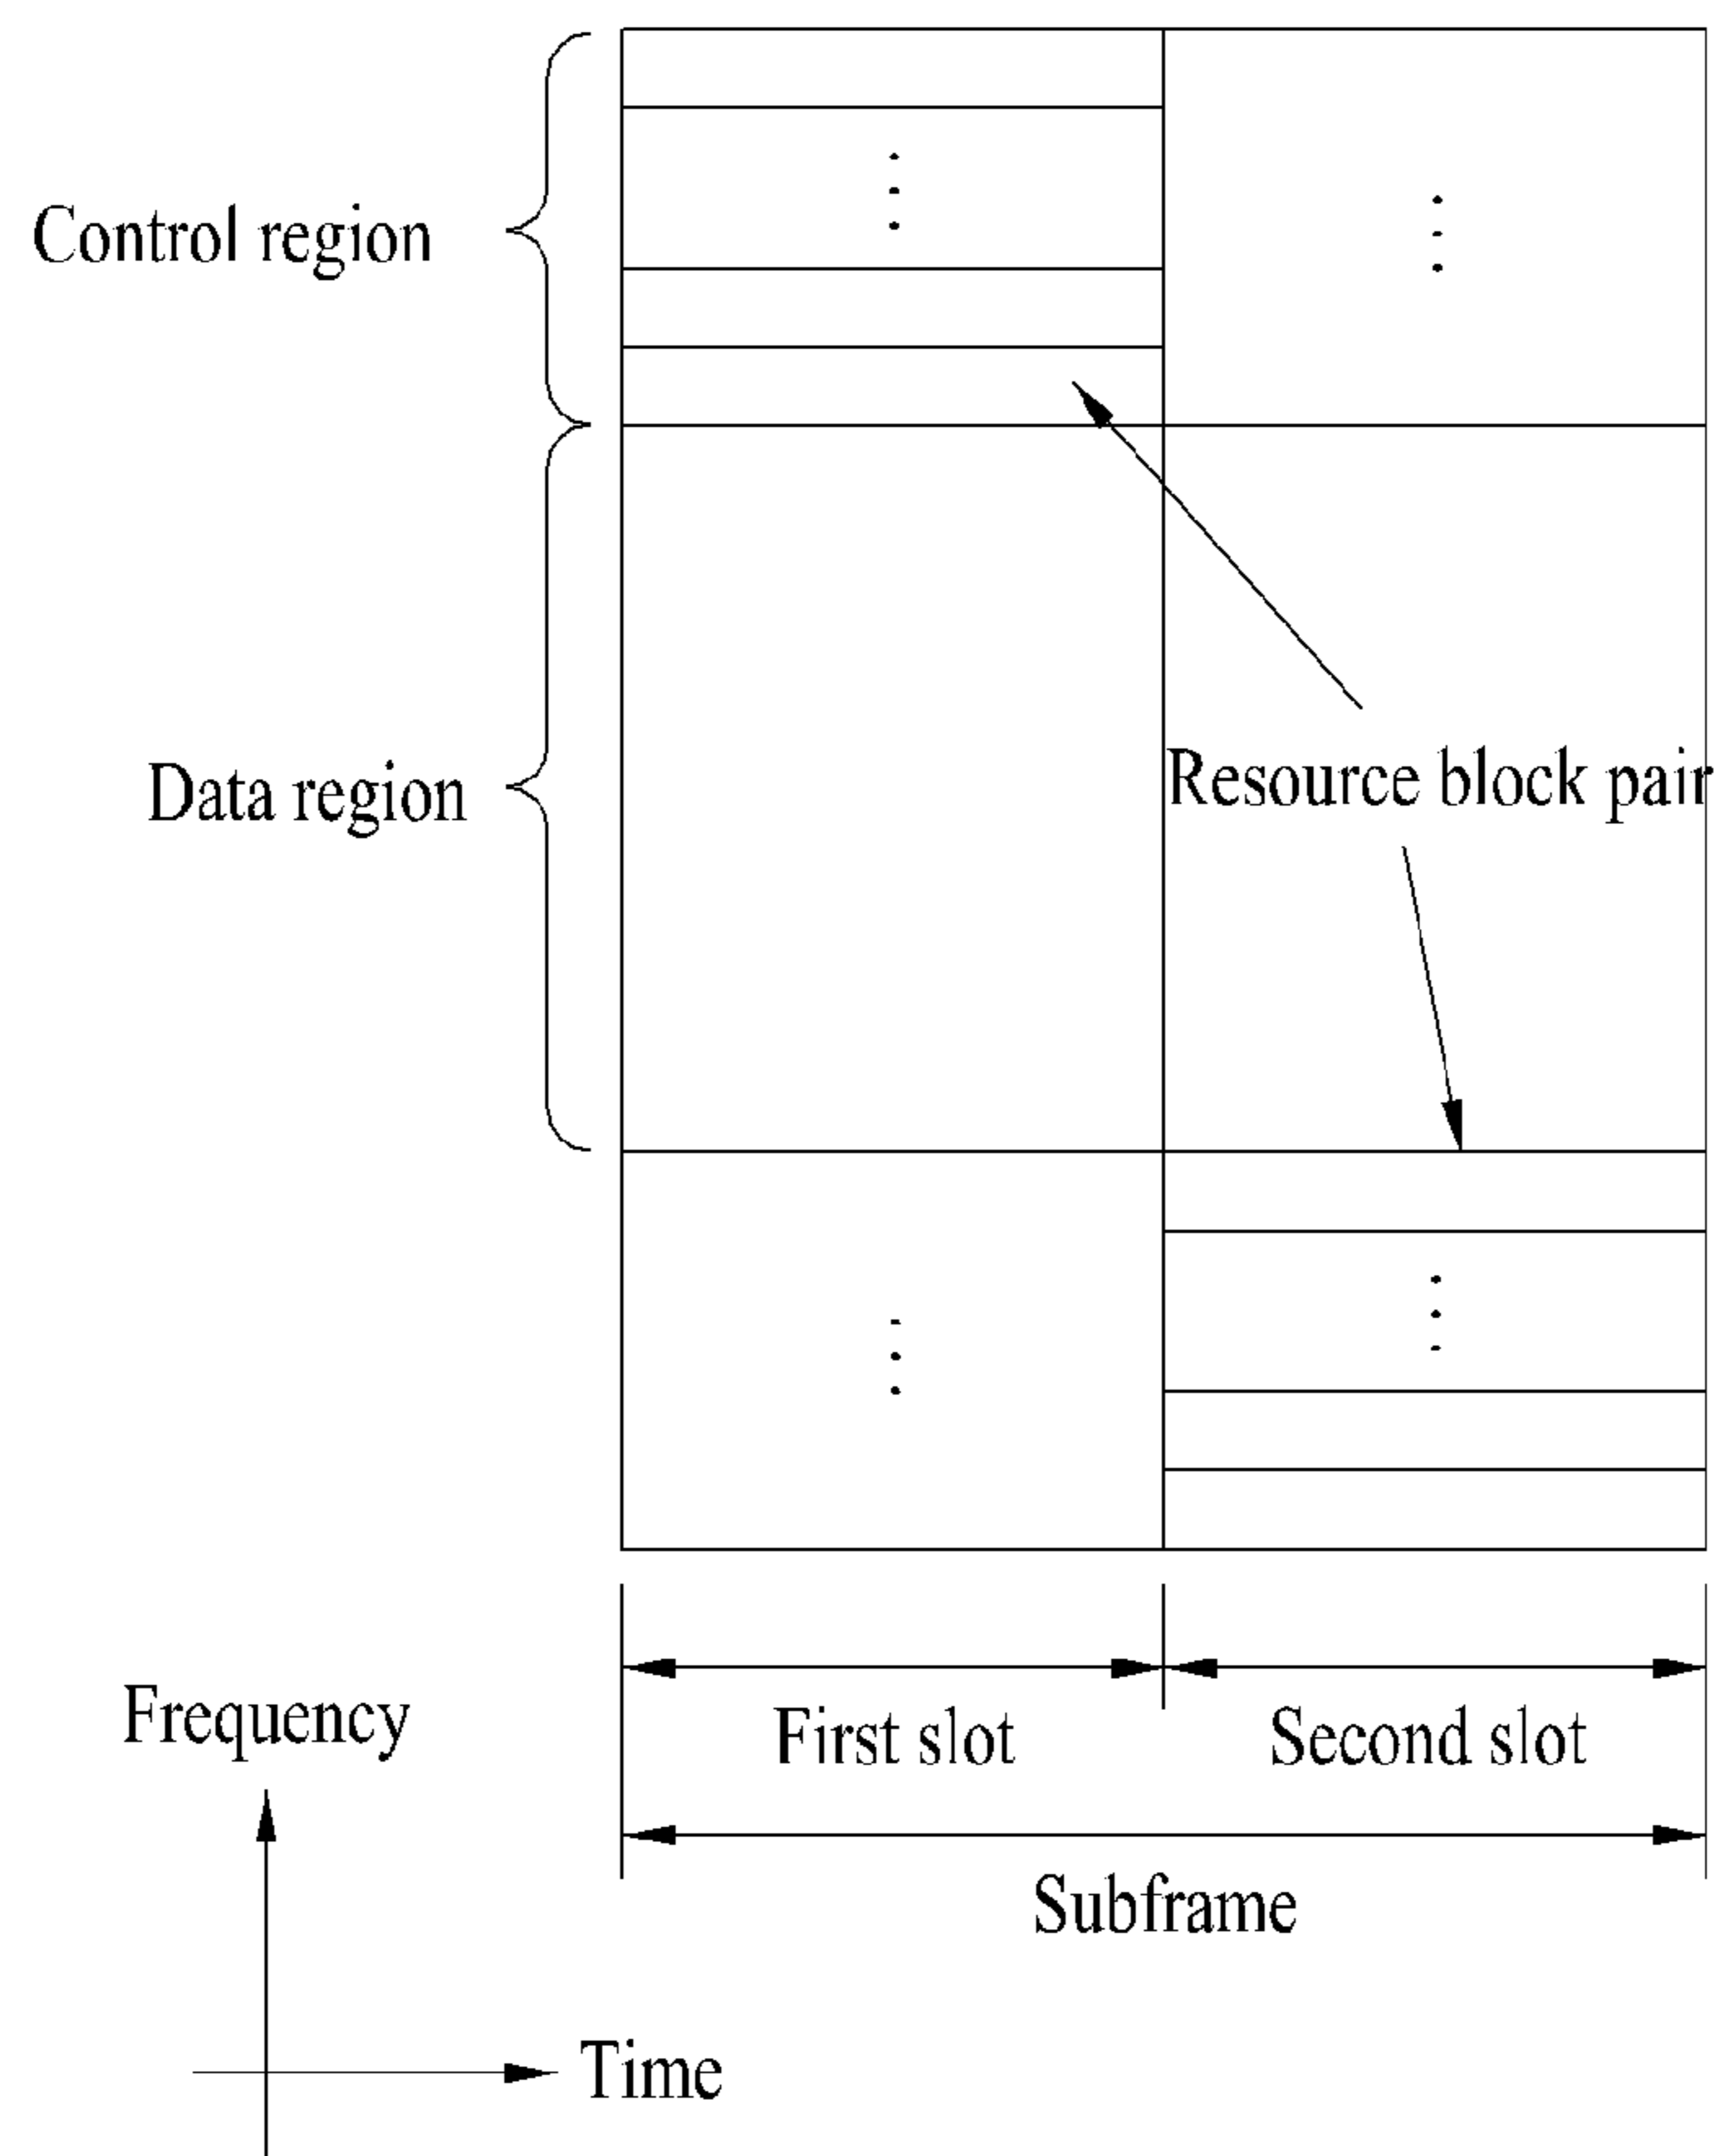 Control region
Data region
Resource block pair
First slot
Second slot
Frequency
Subframe
Time